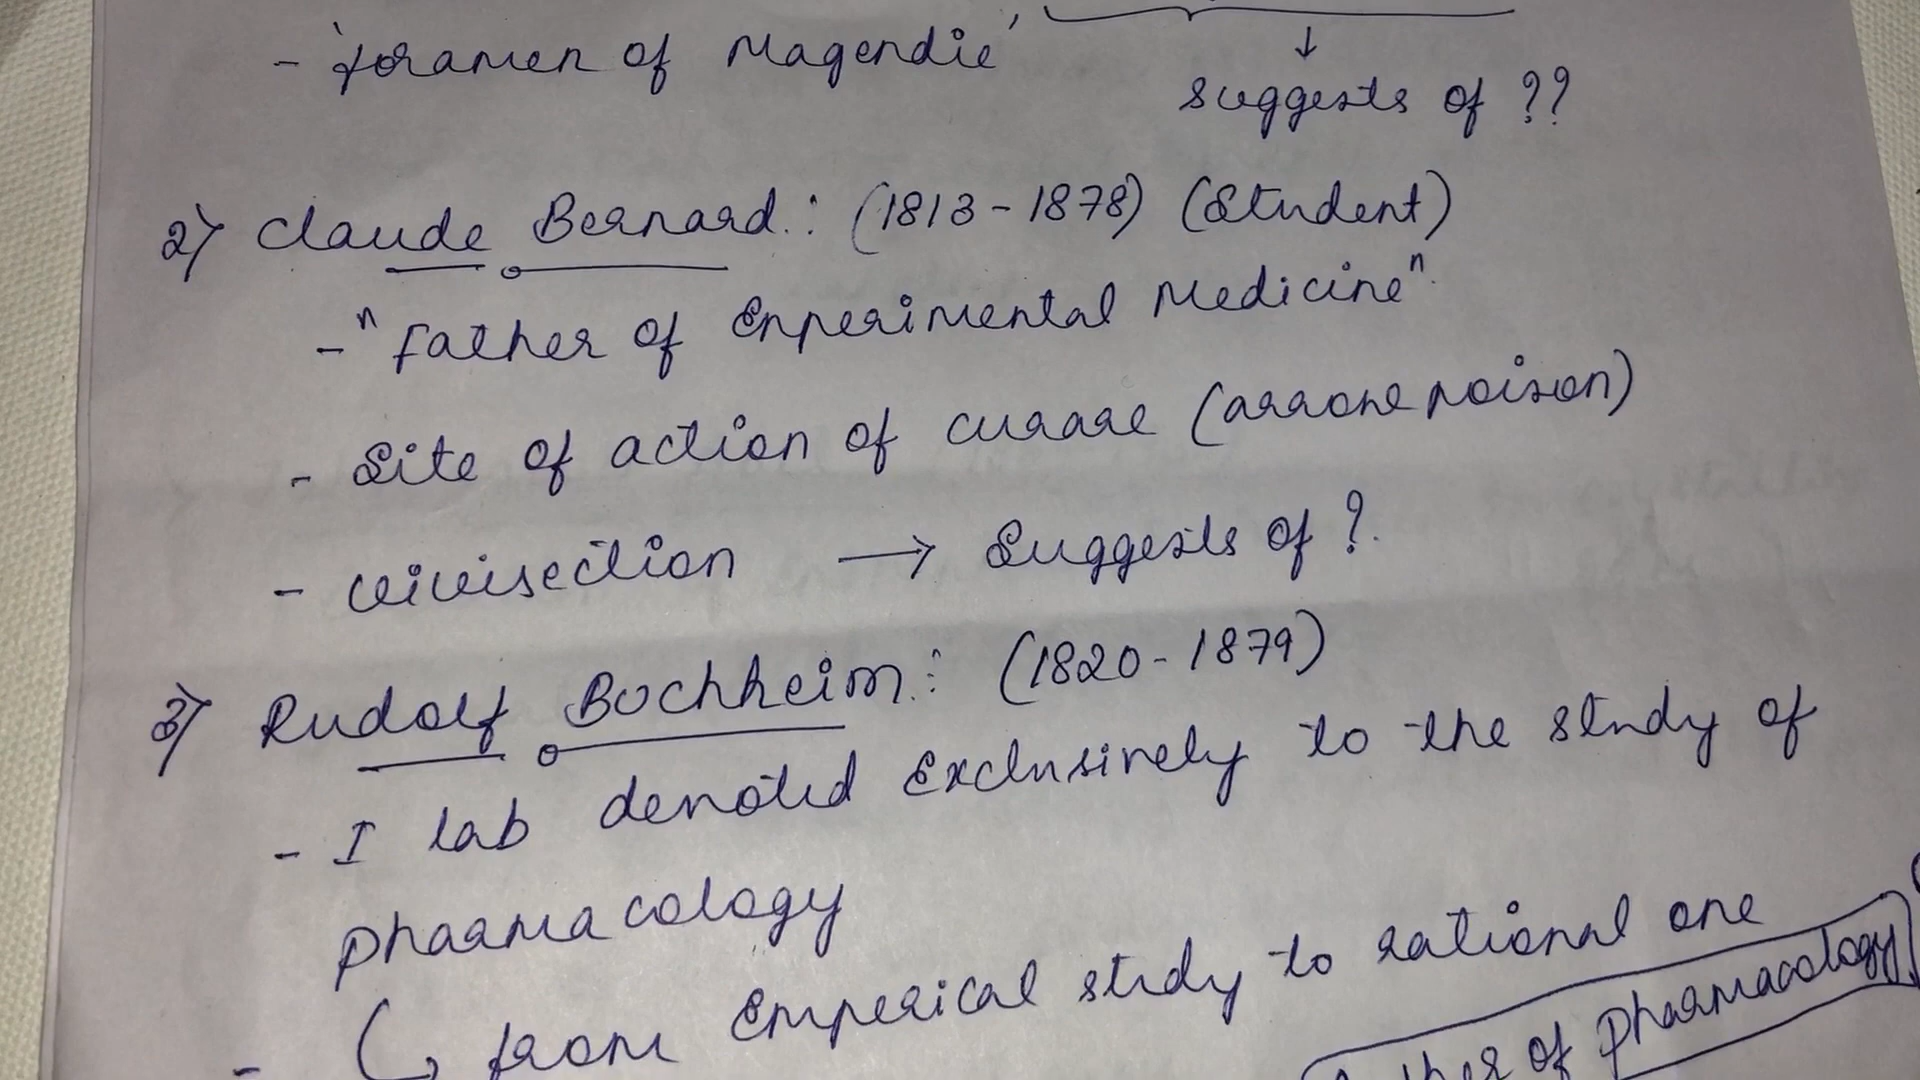 - 'foramen of Magendie'
↓
suggests of ??
2) Claude Bernard : (1813 - 1878) (Student)
- "Father of Experimental Medicine"
- Site of action of curare (arrow poison)
- vivisection → Suggests of ?
3) Rudolf Buchheim : (1820 - 1879)
- I lab devoted Exclusively to the study of
pharmacology
- ↳ from Emperical study to rational one
of pharmacology